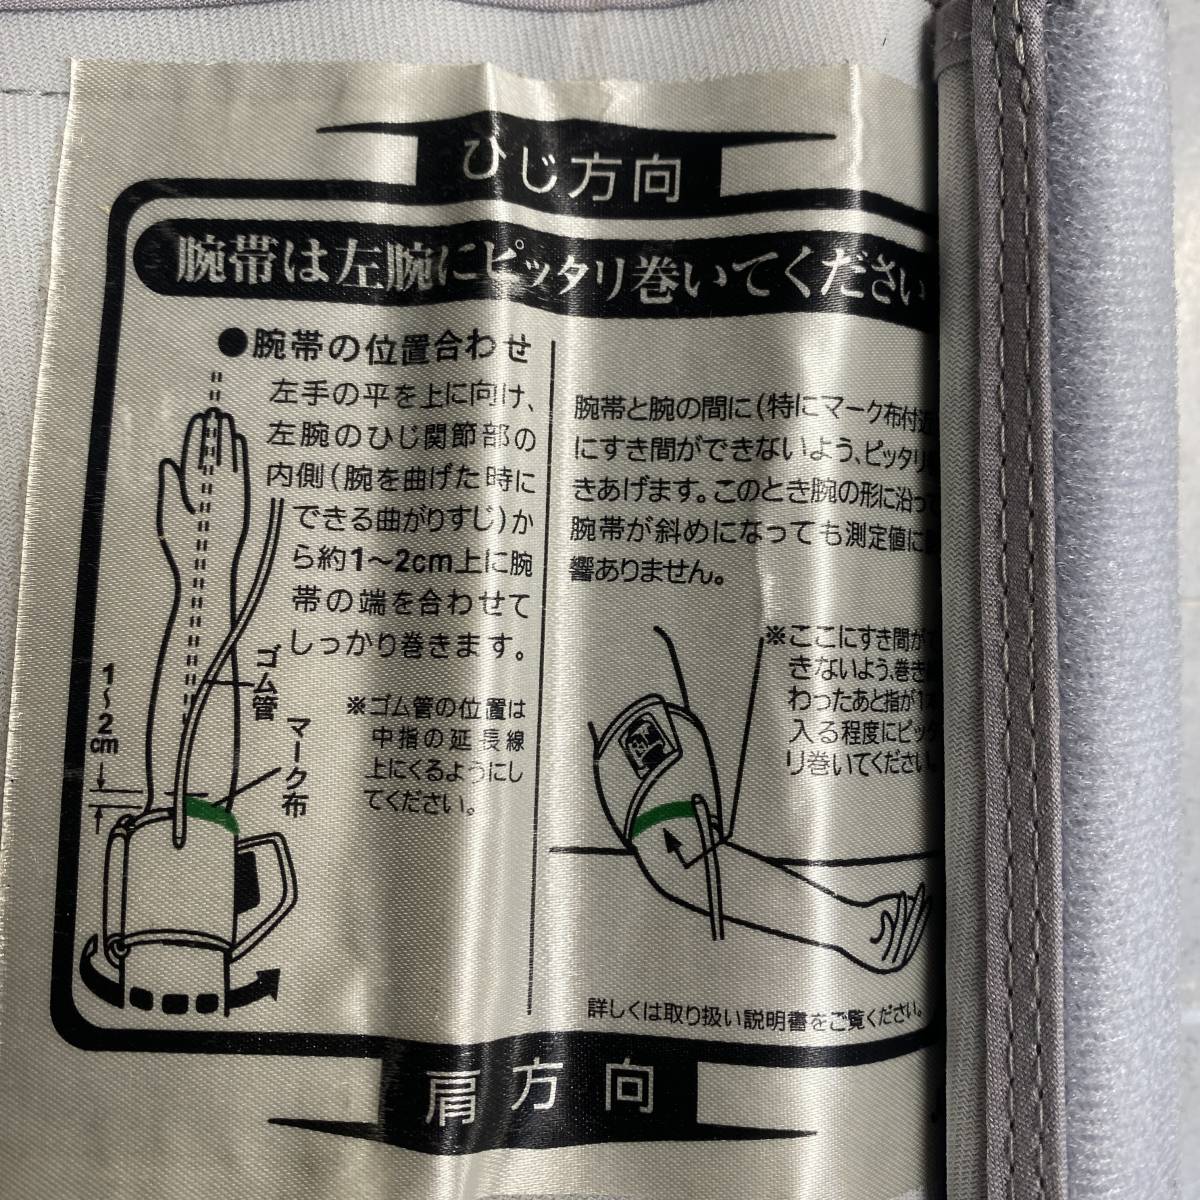 ひじ方向
腕帯は左腕にピッタリ巻いてください
●腕帯の位置合わせ
左手の平を上に向け、
左腕のひじ関節部の
内側(腕を曲げた時に
できる曲がりすじ)か
ら約1〜2cm上に腕
帯の端を合わせて
しっかり巻きます。
ゴム管
マーク布
1〜2cm
※ゴム管の位置は
中指の延長線
上にくるようにし
てください。
腕帯と腕の間に(特にマーク布付近
にすき間ができないよう、ピッタリ
きあげます。このとき腕の形に沿って
腕帯が斜めになっても測定値に
響ありません。
※ここにすき間が
きないよう、巻き
わったあと指が1
入る程度にピッ
リ巻いてください。
詳しくは取り扱い説明書をご覧ください。
肩方向